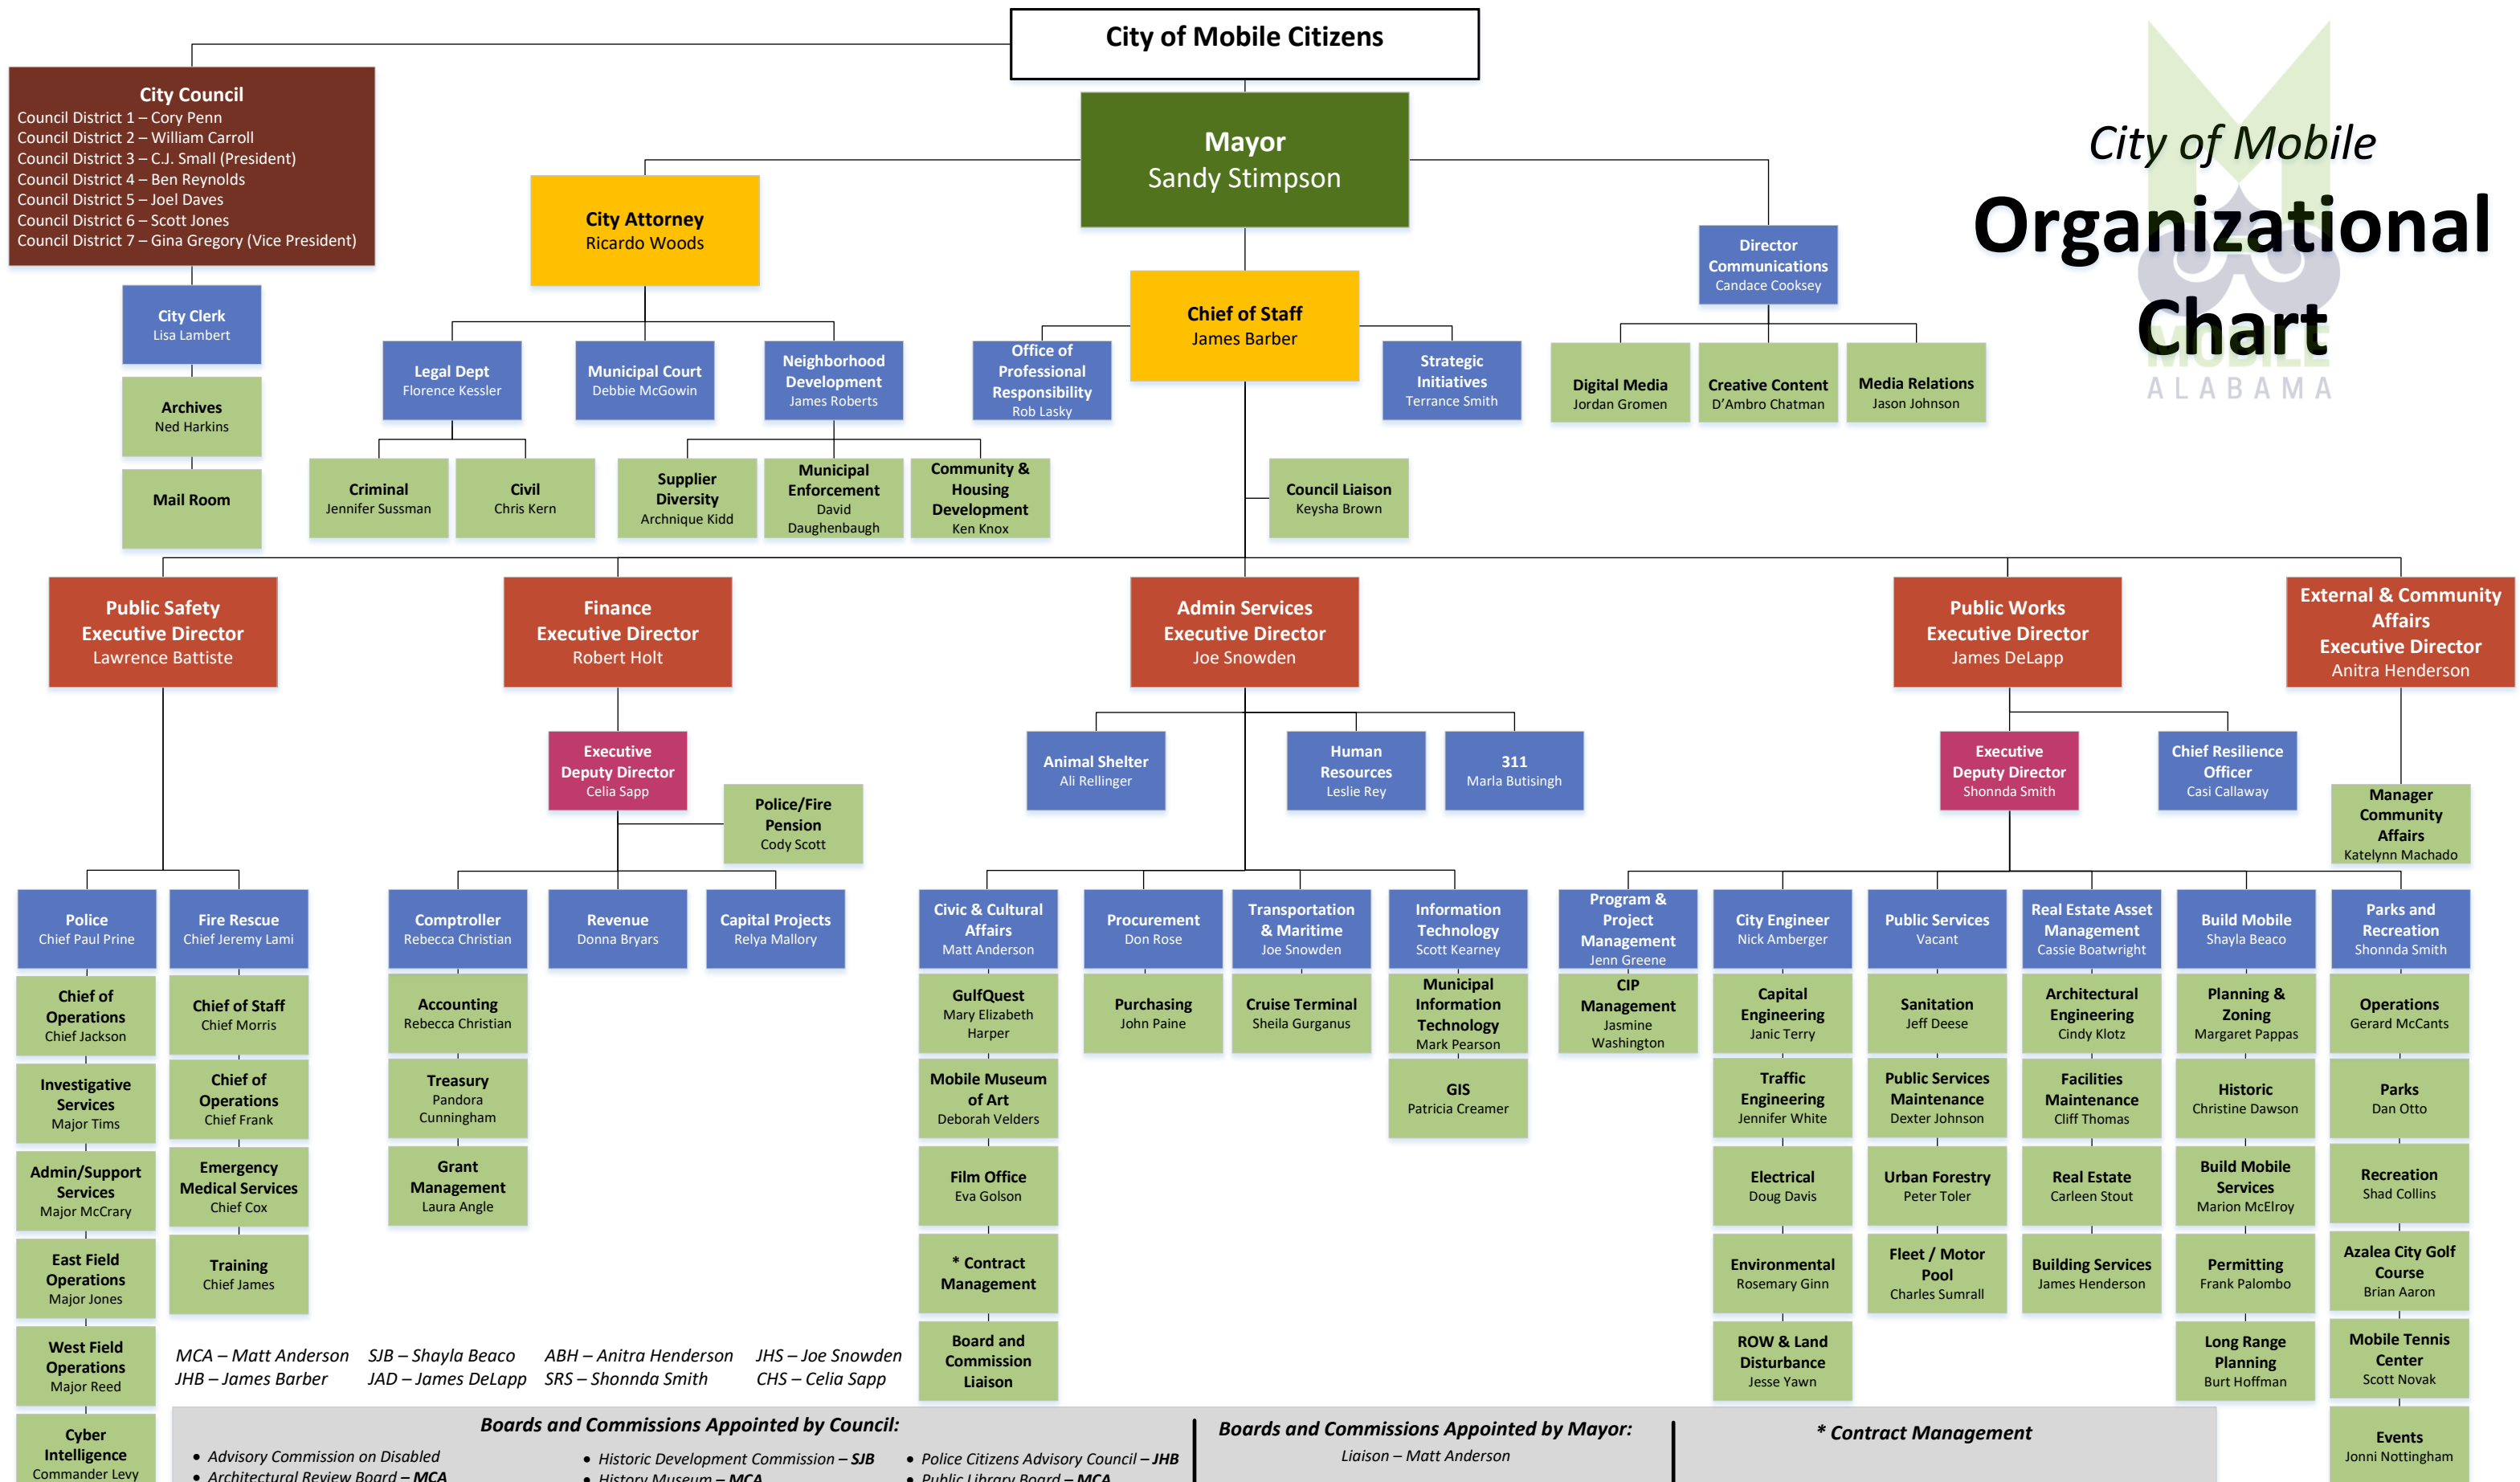 City of Mobile Citizens
City Council
Council District 1 – Cory Penn
Council District 2 – William Carroll
Council District 3 – C.J. Small (President)
Council District 4 – Ben Reynolds
Council District 5 – Joel Daves
Council District 6 – Scott Jones
Council District 7 – Gina Gregory (Vice President)
Mayor
Sandy Stimpson
City of Mobile
Organizational
Chart
MOBILE
ALABAMA
City Attorney
Ricardo Woods
Director
Communications
Candace Cooksey
City Clerk
Lisa Lambert
Archives
Ned Harkins
Mail Room
Chief of Staff
James Barber
Legal Dept
Florence Kessler
Municipal Court
Debbie McGowin
Neighborhood
Development
James Roberts
Office of
Professional
Responsibility
Rob Lasky
Strategic
Initiatives
Terrance Smith
Digital Media
Jordan Gromen
Creative Content
D'Ambro Chatman
Media Relations
Jason Johnson
Criminal
Jennifer Sussman
Civil
Chris Kern
Supplier
Diversity
Archnique Kidd
Municipal
Enforcement
David
Daughenbaugh
Community &
Housing
Development
Ken Knox
Council Liaison
Keysha Brown
Public Safety
Executive Director
Lawrence Battiste
Finance
Executive Director
Robert Holt
Admin Services
Executive Director
Joe Snowden
Public Works
Executive Director
James DeLapp
External & Community
Affairs
Executive Director
Anitra Henderson
Executive
Deputy Director
Celia Sapp
Police/Fire
Pension
Cody Scott
Animal Shelter
Ali Rellinger
Human
Resources
Leslie Rey
311
Marla Butisingh
Executive
Deputy Director
Shonnda Smith
Chief Resilience
Officer
Casi Callaway
Manager
Community
Affairs
Katelynn Machado
Police
Chief Paul Prine
Chief of
Operations
Chief Jackson
Investigative
Services
Major Tims
Admin/Support
Services
Major McCrary
East Field
Operations
Major Jones
West Field
Operations
Major Reed
Cyber
Intelligence
Commander Levy
Fire Rescue
Chief Jeremy Lami
Chief of Staff
Chief Morris
Chief of
Operations
Chief Frank
Emergency
Medical Services
Chief Cox
Training
Chief James
Comptroller
Rebecca Christian
Accounting
Rebecca Christian
Treasury
Pandora
Cunningham
Grant
Management
Laura Angle
Revenue
Donna Bryars
Capital Projects
Relya Mallory
Civic & Cultural
Affairs
Matt Anderson
GulfQuest
Mary Elizabeth
Harper
Mobile Museum
of Art
Deborah Velders
Film Office
Eva Golson
* Contract
Management
Board and
Commission
Liaison
Procurement
Don Rose
Purchasing
John Paine
Transportation
& Maritime
Joe Snowden
Cruise Terminal
Sheila Gurganus
Information
Technology
Scott Kearney
Municipal
Information
Technology
Mark Pearson
GIS
Patricia Creamer
Program &
Project
Management
Jenn Greene
CIP
Management
Jasmine
Washington
City Engineer
Nick Amberger
Capital
Engineering
Janic Terry
Traffic
Engineering
Jennifer White
Electrical
Doug Davis
Environmental
Rosemary Ginn
ROW & Land
Disturbance
Jesse Yawn
Public Services
Vacant
Sanitation
Jeff Deese
Public Services
Maintenance
Dexter Johnson
Urban Forestry
Peter Toler
Fleet / Motor
Pool
Charles Sumrall
Real Estate Asset
Management
Cassie Boatwright
Architectural
Engineering
Cindy Klotz
Facilities
Maintenance
Cliff Thomas
Real Estate
Carleen Stout
Building Services
James Henderson
Build Mobile
Shayla Beaco
Planning &
Zoning
Margaret Pappas
Historic
Christine Dawson
Build Mobile
Services
Marion McElroy
Permitting
Frank Palombo
Long Range
Planning
Burt Hoffman
Parks and
Recreation
Shonnda Smith
Operations
Gerard McCants
Parks
Dan Otto
Recreation
Shad Collins
Azalea City Golf
Course
Brian Aaron
Mobile Tennis
Center
Scott Novak
Events
Jonni Nottingham
MCA – Matt Anderson SJB – Shayla Beaco ABH – Anitra Henderson JHS – Joe Snowden
JHB – James Barber JAD – James DeLapp SRS – Shonnda Smith CHS – Celia Sapp
Boards and Commissions Appointed by Council:
• Advisory Commission on Disabled
• Architectural Review Board – MCA
• Historic Development Commission – SJB
• History Museum – MCA
• Police Citizens Advisory Council – JHB
• Public Library Board – MCA
Boards and Commissions Appointed by Mayor:
Liaison – Matt Anderson
* Contract Management